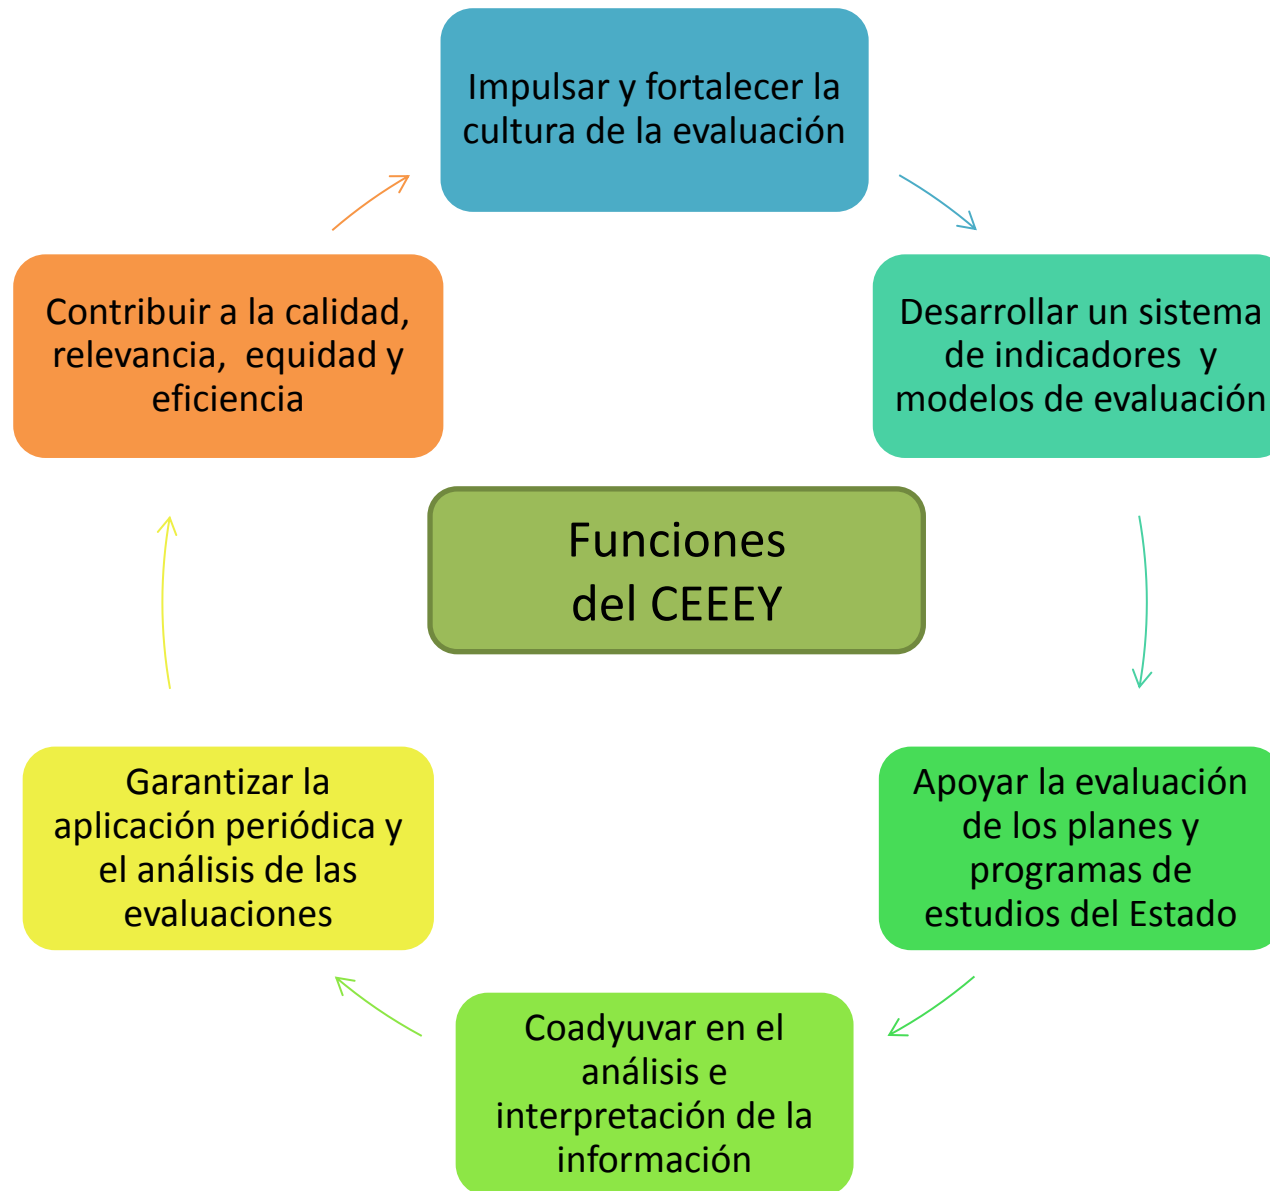 Impulsar y fortalecer la
cultura de la evaluación
Desarrollar un sistema
de indicadores y
modelos de evaluación
Apoyar la evaluación
de los planes y
programas de
estudios del Estado
Coadyuvar en el
análisis e
interpretación de la
información
Garantizar la
aplicación periódica y
el análisis de las
evaluaciones
Contribuir a la calidad,
relevancia, equidad y
eficiencia
Funciones
del CEEEY